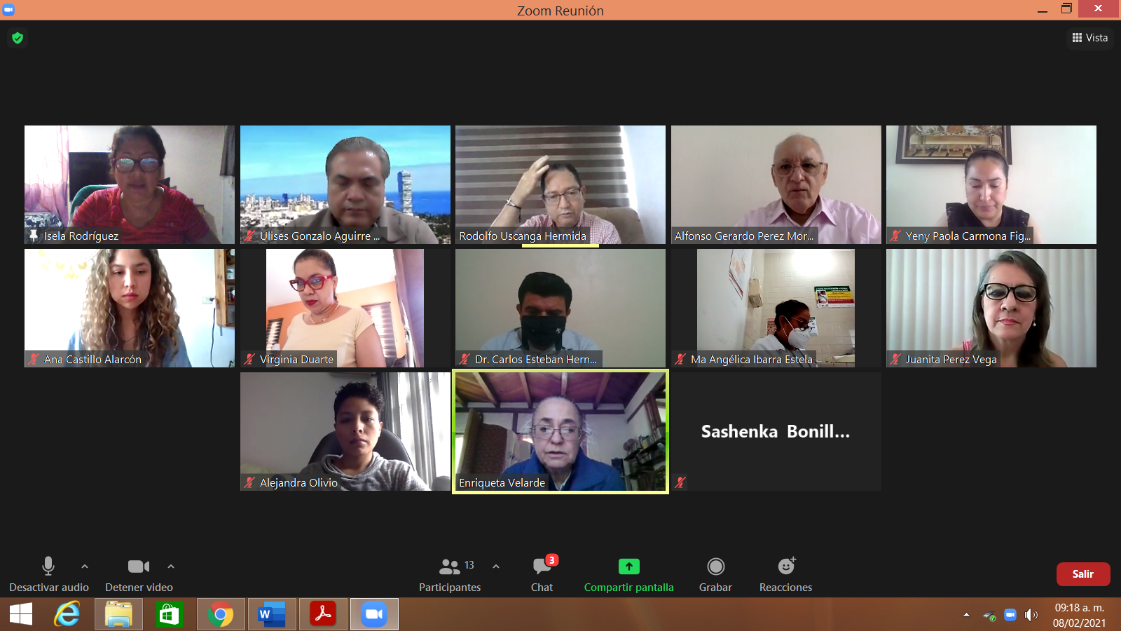 Zoom Reunión
Vista
Isela Rodríguez
Ulises Gonzalo Aguirre ...
Rodolfo Uscanga Hermida
Alfonso Gerardo Perez Mor...
Yeny Paola Carmona Fig...
Ana Castillo Alarcón
Virginia Duarte
Dr. Carlos Esteban Hern...
Ma Angélica Ibarra Estela
Juanita Perez Vega
Alejandra Olivio
Enriqueta Velarde
Sashenka Bonill...
13
3
Desactivar audio
Detener video
Participantes
Chat
Compartir pantalla
Grabar
Reacciones
Salir
09:18 a. m.
08/02/2021